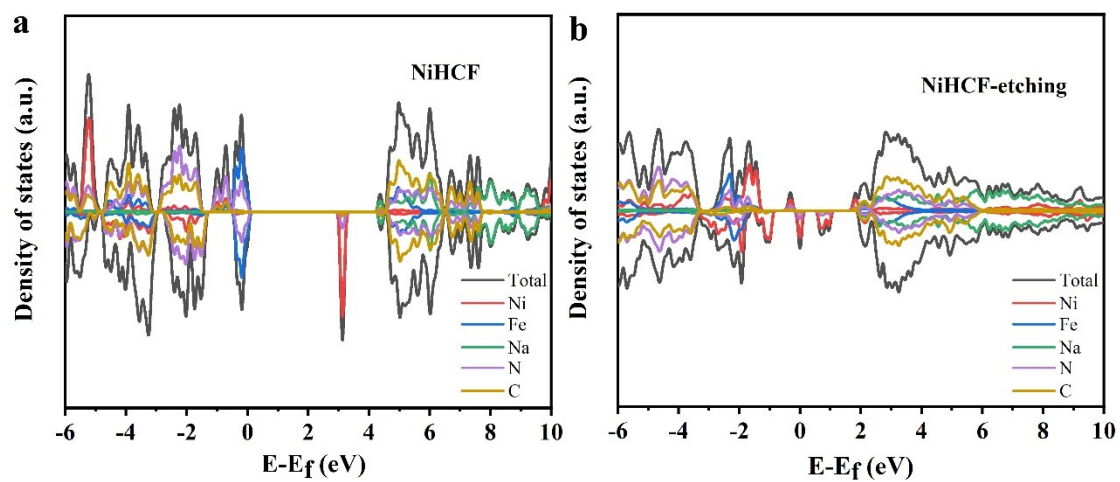 a
NiHCF
Density of states (a.u.)
Total
Ni
Fe
Na
N
C
-6 -4 -2 0 2 4 6 8 10
E-Ef (eV)
b
NiHCF-etching
Density of states (a.u.)
Total
Ni
Fe
Na
N
C
-6 -4 -2 0 2 4 6 8 10
E-Ef (eV)